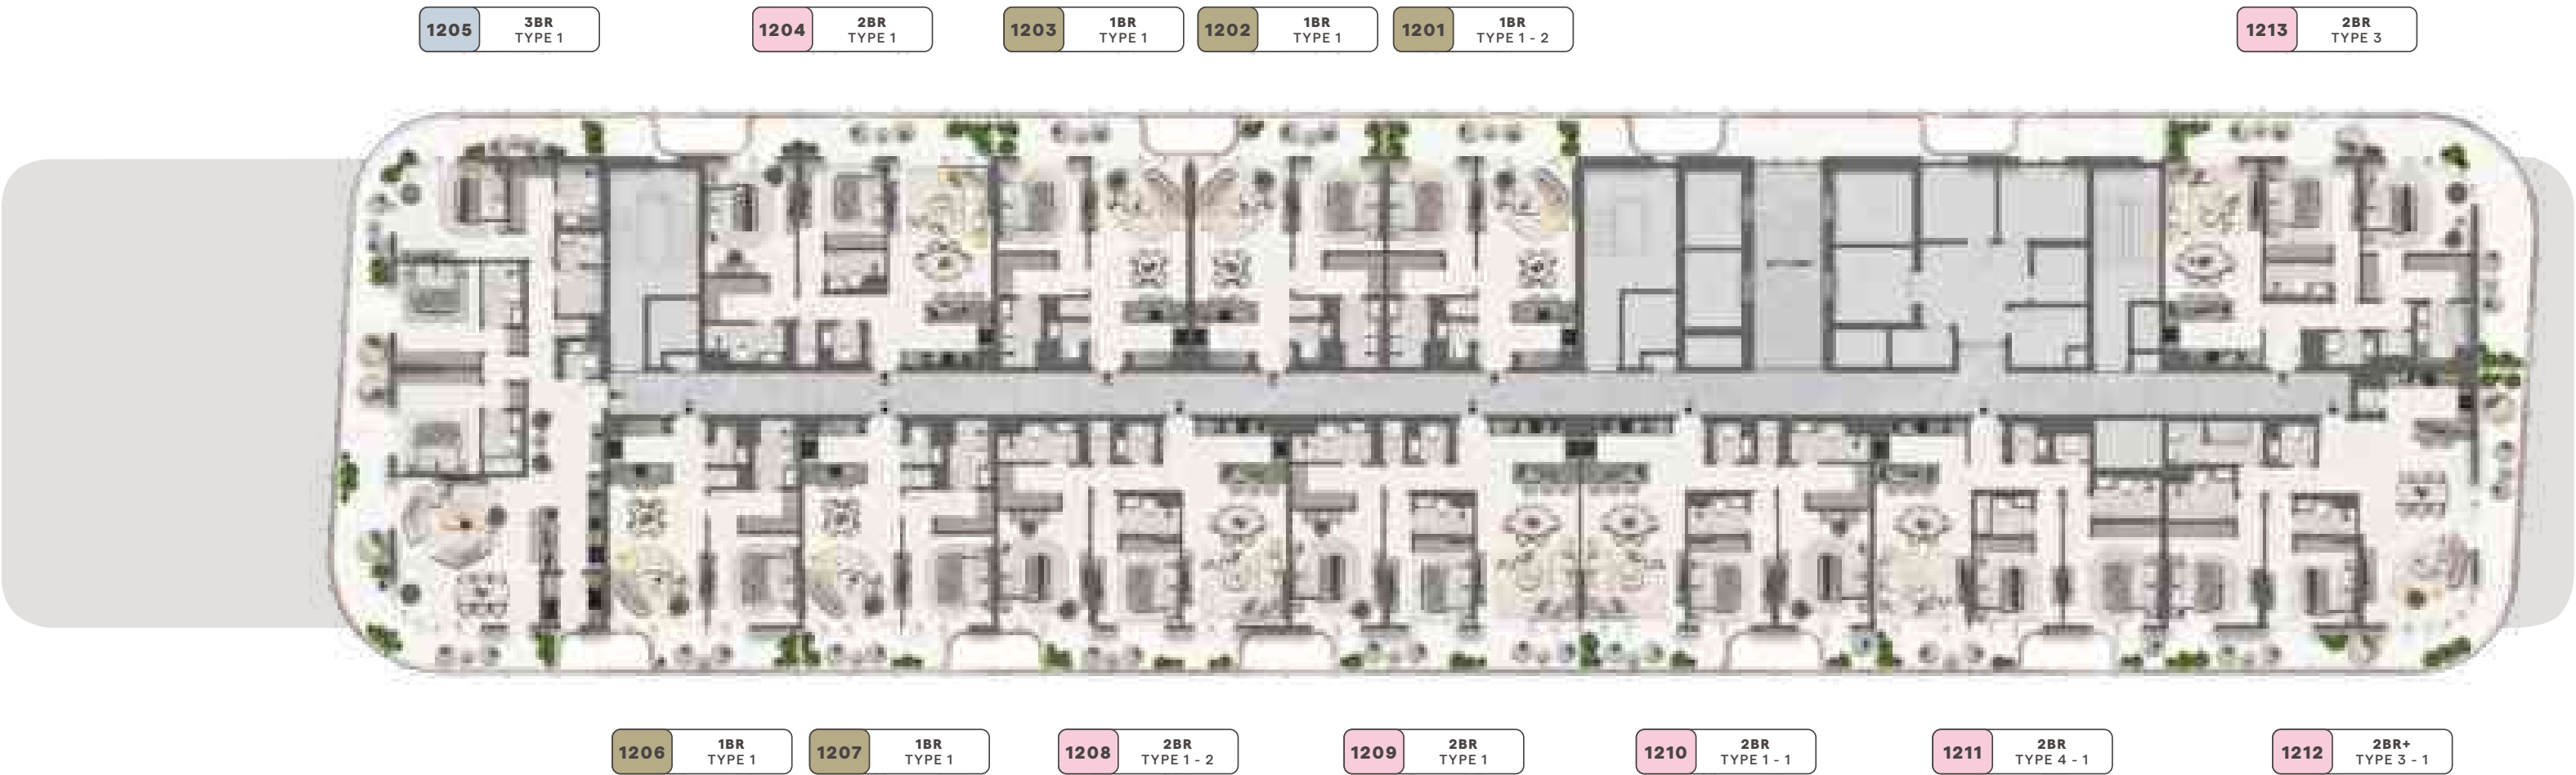 1205 3BR
TYPE 1
1204 2BR
TYPE 1
1203 1BR
TYPE 1
1202 1BR
TYPE 1
1201 1BR
TYPE 1 - 2
1213 2BR
TYPE 3
1206 1BR
TYPE 1
1207 1BR
TYPE 1
1208 2BR
TYPE 1 - 2
1209 2BR
TYPE 1
1210 2BR
TYPE 1 - 1
1211 2BR
TYPE 4 - 1
1212 2BR+
TYPE 3 - 1